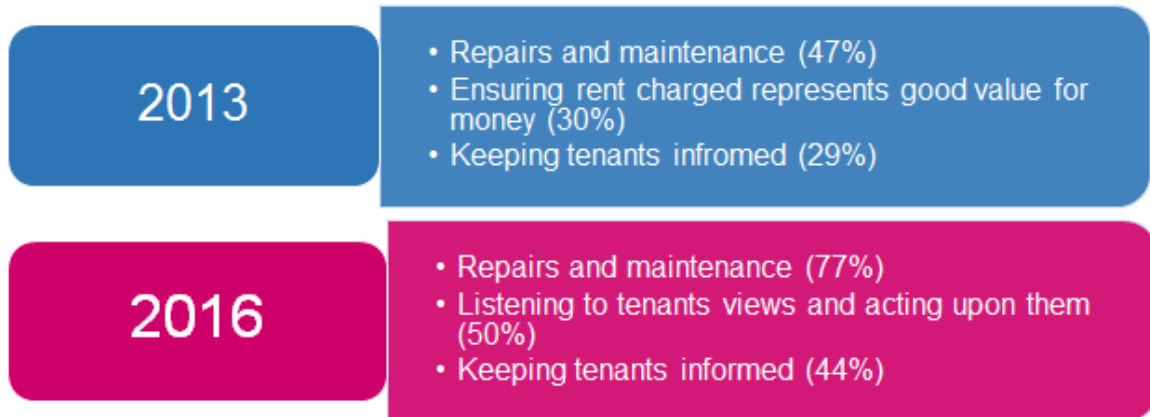 2013
• Repairs and maintenance (47%)
• Ensuring rent charged represents good value for
money (30%)
• Keeping tenants infromed (29%)
2016
• Repairs and maintenance (77%)
• Listening to tenants views and acting upon them
(50%)
• Keeping tenants informed (44%)